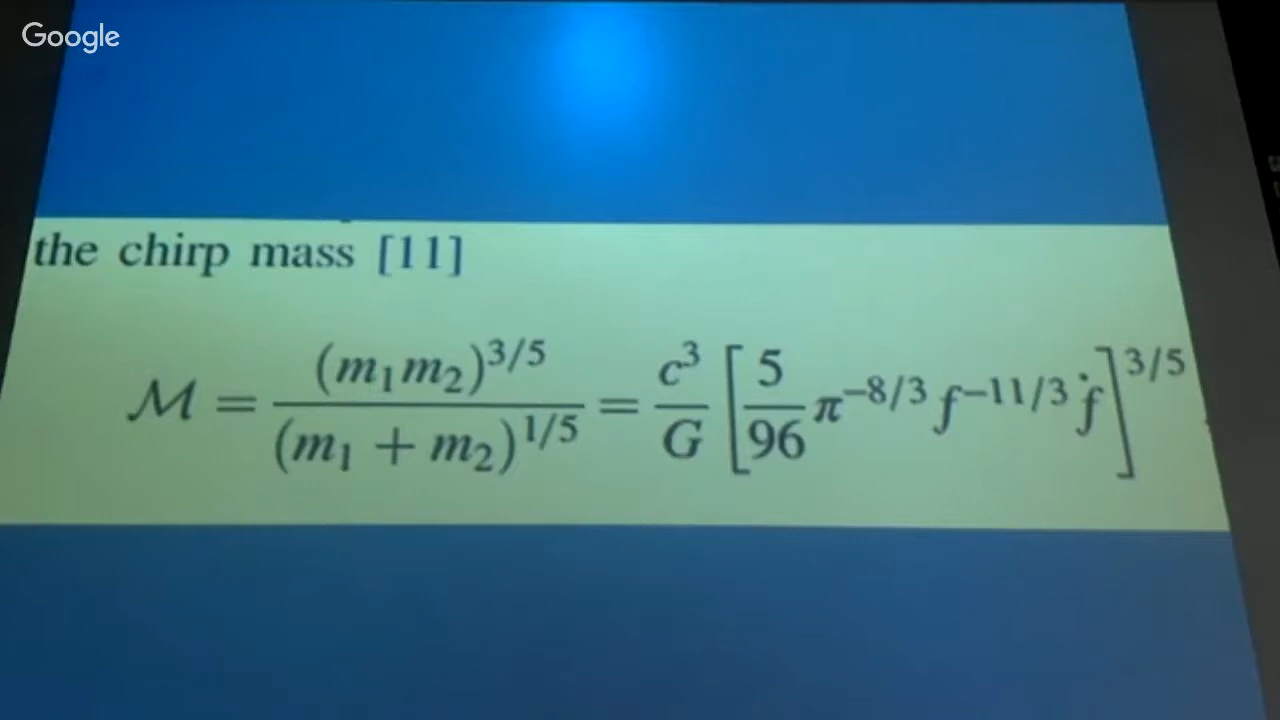 Google
the chirp mass [11]
ℳ = (m₁m₂)^{3/5} / (m₁ + m₂)^{1/5} = c³/G [5/96 π^{−8/3} f^{−11/3} ḟ]^{3/5}